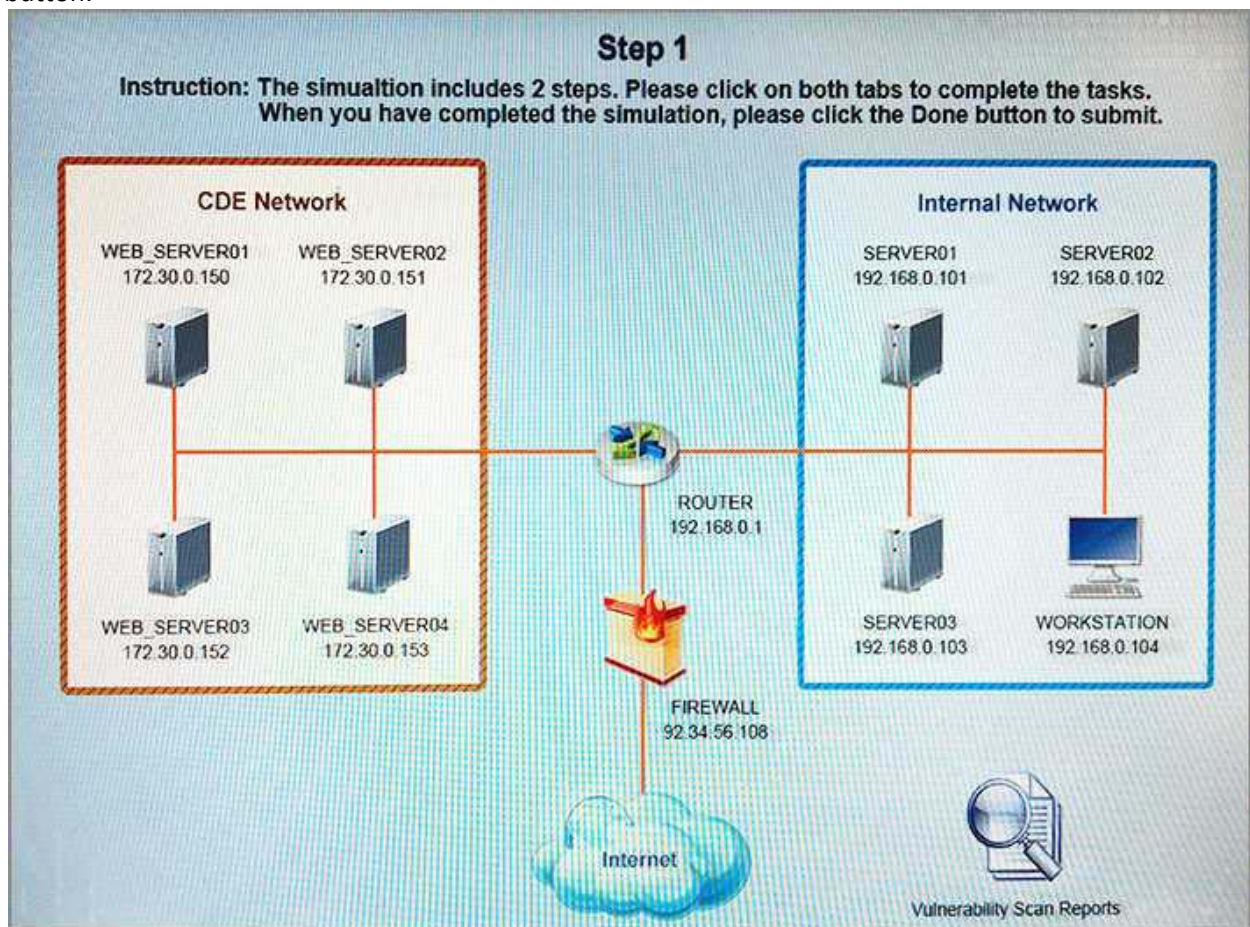 button.
Step 1
Instruction: The simualtion includes 2 steps. Please click on both tabs to complete the tasks.
When you have completed the simulation, please click the Done button to submit.
CDE Network
Internal Network
WEB_SERVER01
172.30.0.150
WEB_SERVER02
172.30.0.151
SERVER01
192.168.0.101
SERVER02
192.168.0.102
ROUTER
192.168.0.1
WEB_SERVER03
172.30.0.152
WEB_SERVER04
172.30.0.153
SERVER03
192.168.0.103
WORKSTATION
192.168.0.104
FIREWALL
92.34.56.108
Internet
Vulnerability Scan Reports